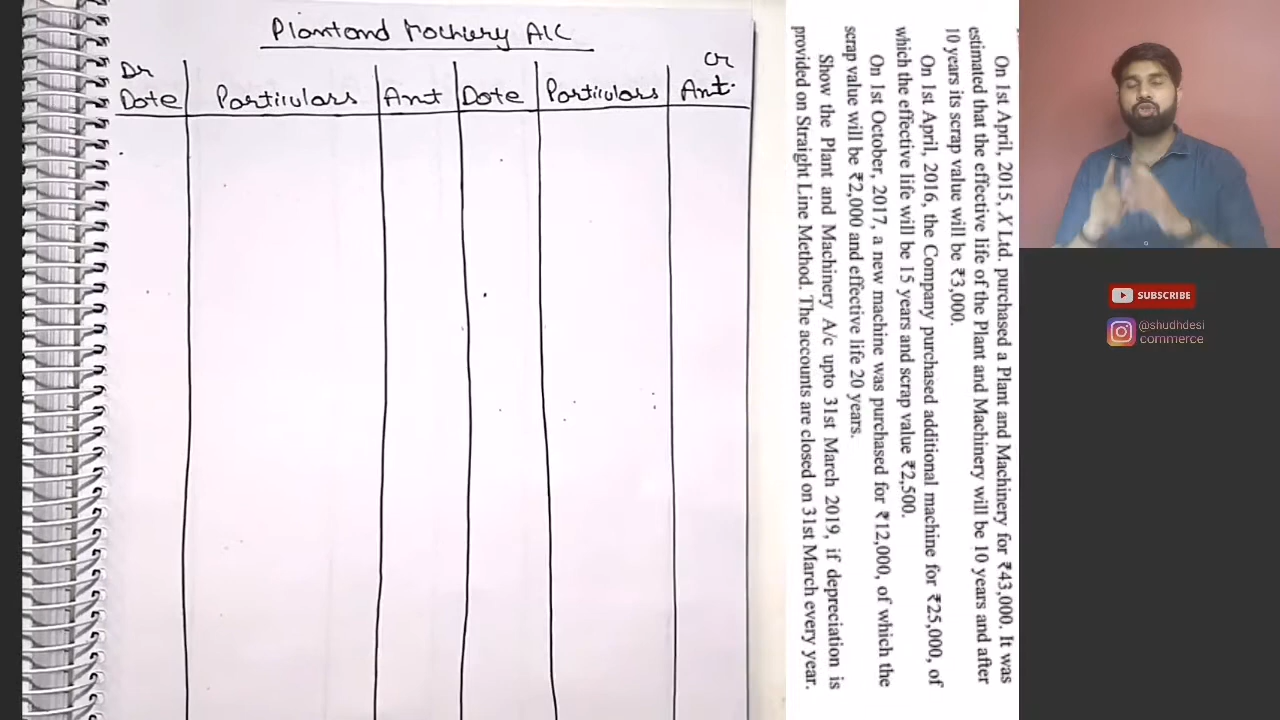 Plantand Machery A/C
Dr
Cr
Date Particulars Amt Date Particulars Amt.
On 1st April, 2015, X Ltd. purchased a Plant and Machinery for ₹43,000. It was
estimated that the effective life of the Plant and Machinery will be 10 years and after
10 years its scrap value will be ₹3,000.
On 1st April, 2016, the Company purchased additional machine for ₹25,000, of
which the effective life will be 15 years and scrap value ₹2,500.
On 1st October, 2017, a new machine was purchased for ₹12,000, of which the
scrap value will be ₹2,000 and effective life 20 years.
Show the Plant and Machinery A/c upto 31st March 2019, if depreciation is
provided on Straight Line Method. The accounts are closed on 31st March every year.
SUBSCRIBE
@shudhdesi
commerce